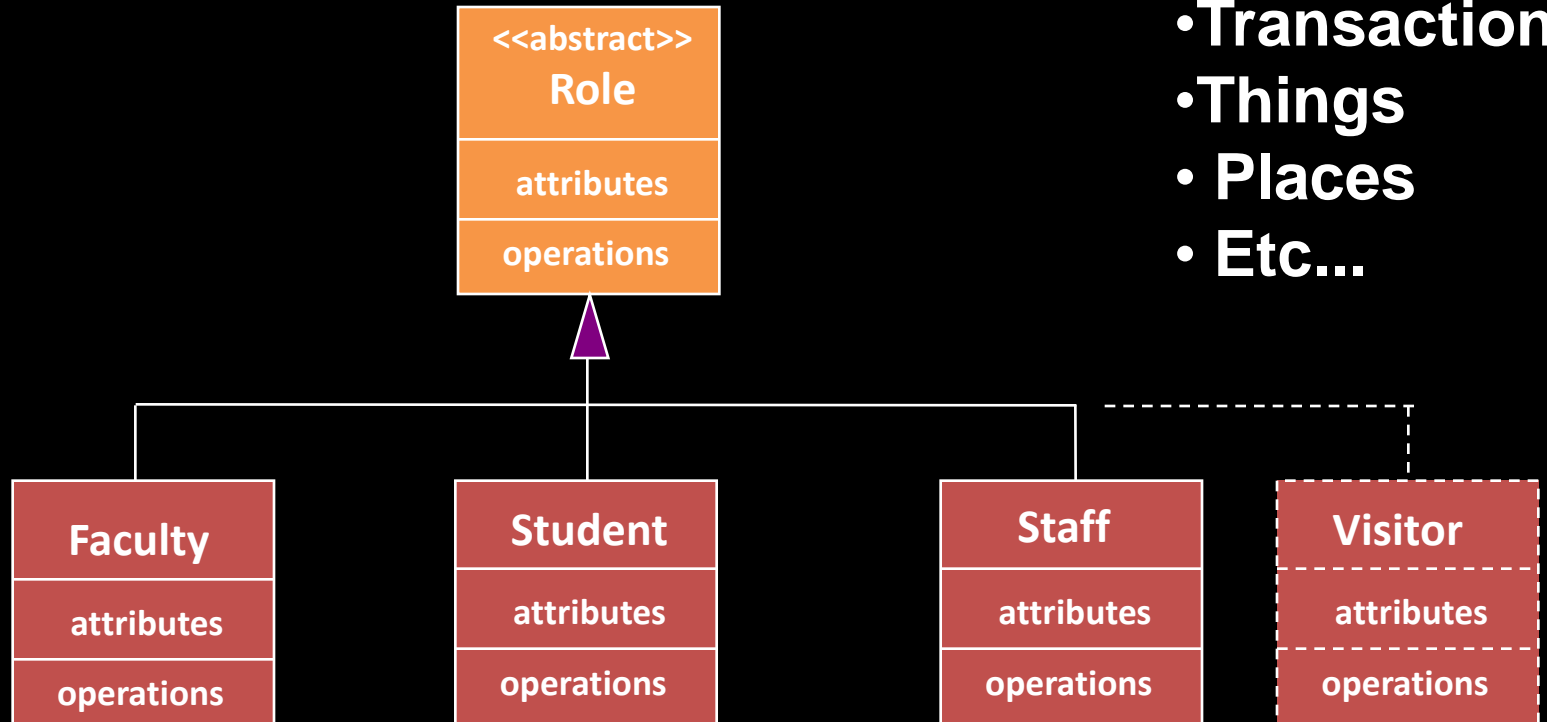 <<abstract>>
Role
attributes
operations
•Transaction
•Things
• Places
• Etc...
Faculty
attributes
operations
Student
attributes
operations
Staff
attributes
operations
Visitor
attributes
operations